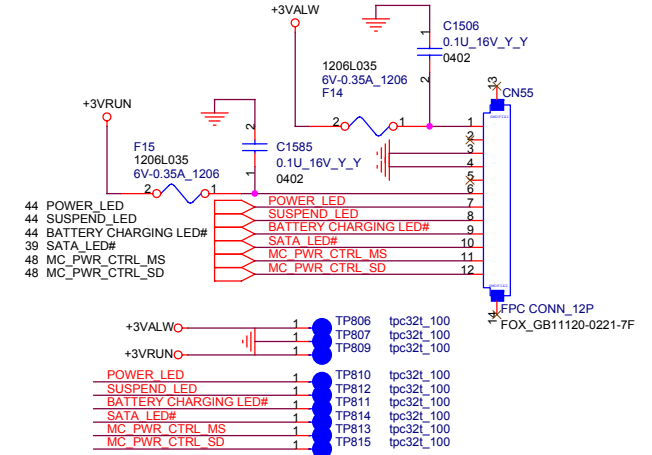 +3VALW
C1506
0.1U_16V_Y_Y
0402
1
2
1206L035
6V-0.35A_1206
F14
2
1
13
CN55
+3VRUN
F15
1206L035
6V-0.35A_1206
2
1
2
1
C1585
0.1U_16V_Y_Y
0402
1
2
3
4
5
6
7
8
9
10
11
12
44 POWER_LED
44 SUSPEND_LED
44 BATTERY CHARGING LED#
39 SATA_LED#
48 MC_PWR_CTRL_MS
48 MC_PWR_CTRL_SD
POWER_LED
SUSPEND_LED
BATTERY CHARGING LED#
SATA_LED#
MC_PWR_CTRL_MS
MC_PWR_CTRL_SD
14
FPC CONN_12P
FOX_GB11120-0221-7F
+3VALW 1 TP806 tpc32t_100
1 TP807 tpc32t_100
+3VRUN 1 TP809 tpc32t_100
POWER_LED 1 TP810 tpc32t_100
SUSPEND_LED 1 TP812 tpc32t_100
BATTERY CHARGING LED# 1 TP811 tpc32t_100
SATA_LED# 1 TP814 tpc32t_100
MC_PWR_CTRL_MS 1 TP813 tpc32t_100
MC_PWR_CTRL_SD 1 TP815 tpc32t_100